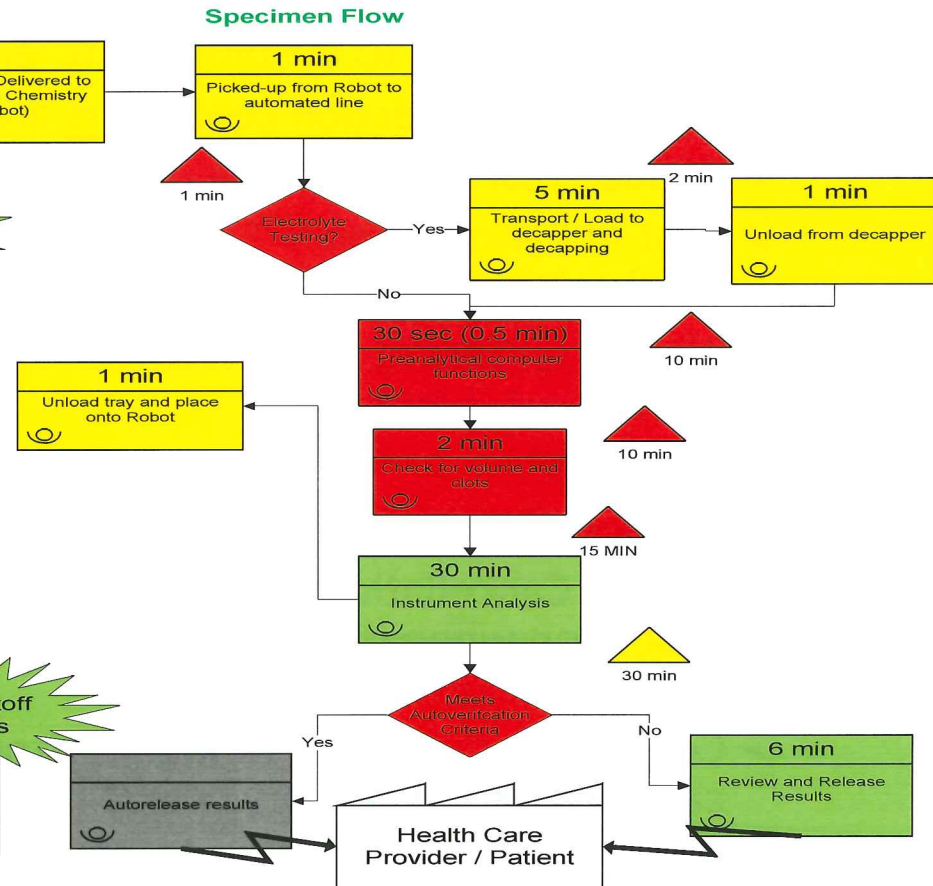 Specimen Flow
Delivered to
Chemistry
1 min
Picked-up from Robot to
automated line
1 min
Electrolyte
Testing?
Yes
5 min
Transport / Load to
decapper and
decapping
2 min
1 min
Unload from decapper
No
30 sec (0.5 min)
Preanalytical computer
functions
10 min
1 min
Unload tray and place
onto Robot
2 min
Check for volume and
clots
10 min
15 MIN
30 min
Instrument Analysis
30 min
Meets
Autoverifcation
Criteria
Yes
No
Autorelease results
6 min
Review and Release
Results
Health Care
Provider / Patient